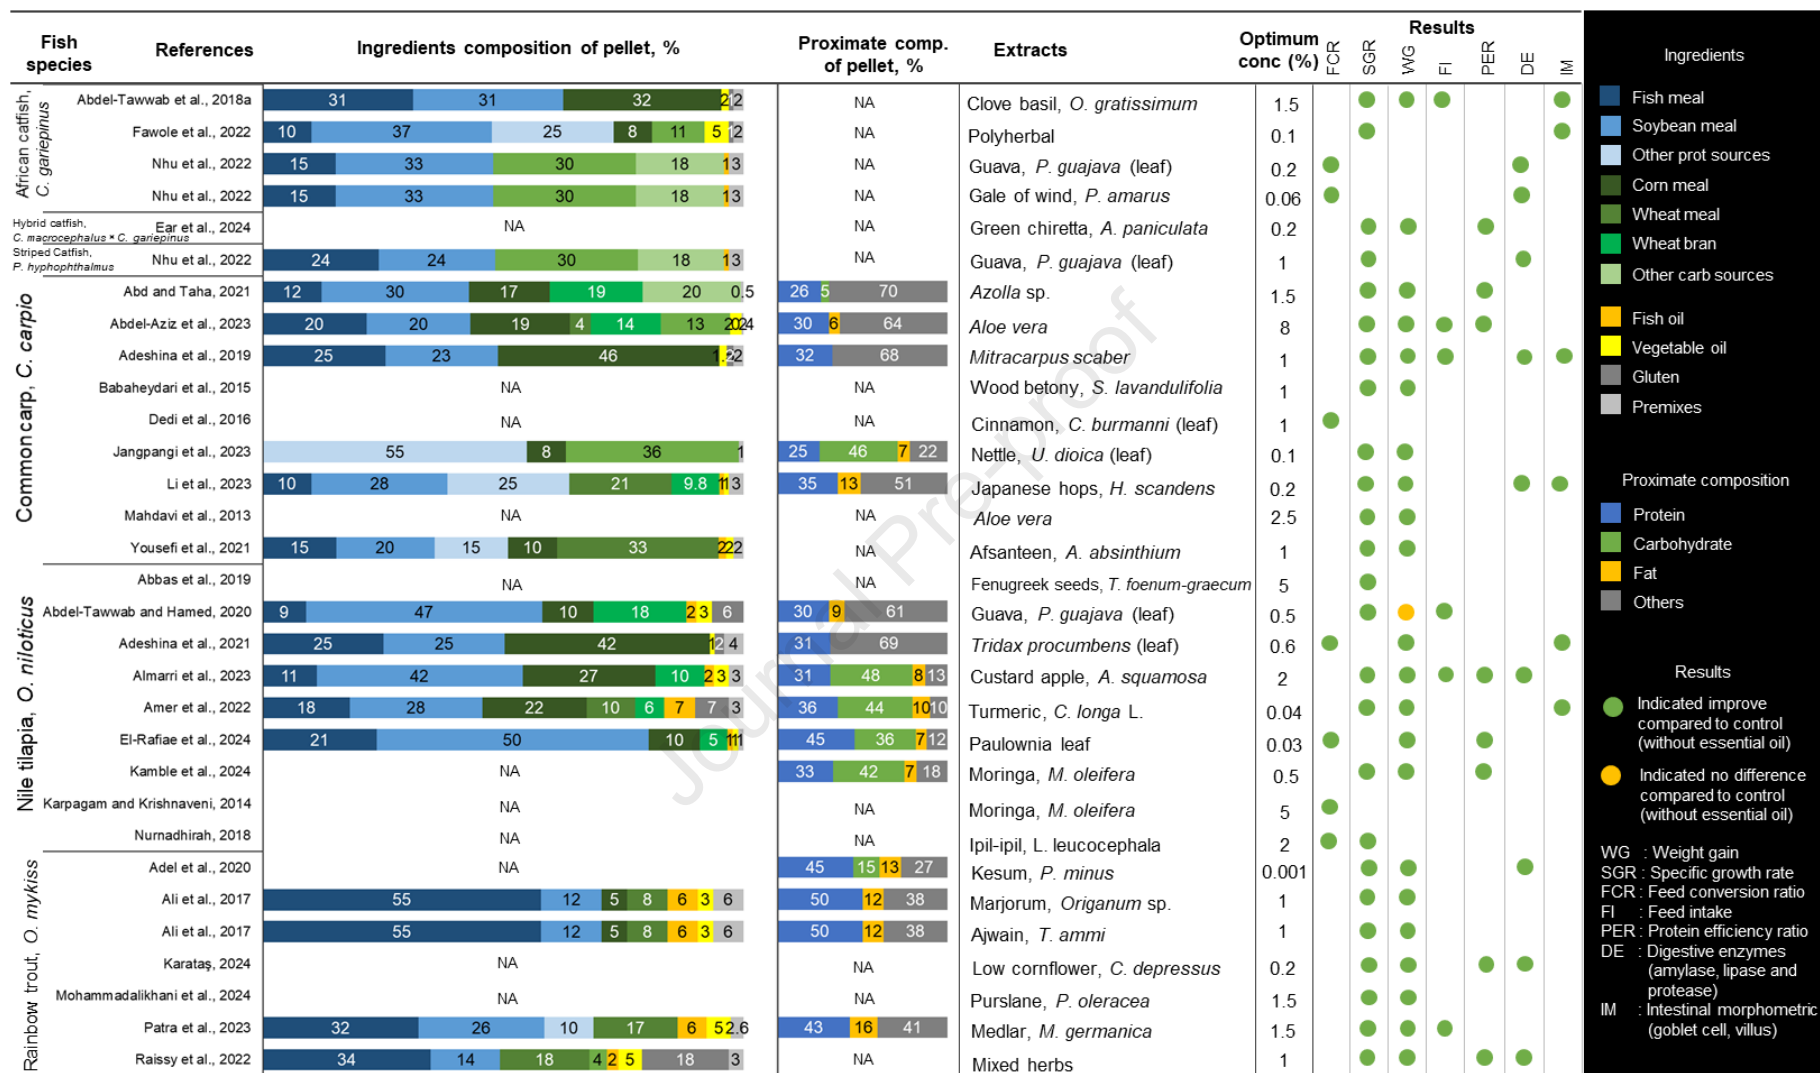 Fish species
References
Ingredients composition of pellet, %
Proximate comp. of pellet, %
Extracts
Optimum conc (%)
Results
FCR SGR WG FI PER DE IM
African catfish, C. gariepinus
Abdel-Tawwab et al., 2018a 31 31 32 2 2 NA Clove basil, O. gratissimum 1.5
Fawole et al., 2022 10 37 25 8 11 5 2 NA Polyherbal 0.1
Nhu et al., 2022 15 33 30 18 1 3 NA Guava, P. guajava (leaf) 0.2
Nhu et al., 2022 15 33 30 18 1 3 NA Gale of wind, P. amarus 0.06
Hybrid catfish, C. macrocephalus × C. gariepinus
Ear et al., 2024 NA NA Green chiretta, A. paniculata 0.2
Striped Catfish, P. hyphophthalmus
Nhu et al., 2022 24 24 30 18 1 3 NA Guava, P. guajava (leaf) 1
Common carp, C. carpio
Abd and Taha, 2021 12 30 17 19 20 0.5 26 5 70 Azolla sp. 1.5
Abdel-Aziz et al., 2023 20 20 19 4 14 13 30 6 64 Aloe vera 8
Adeshina et al., 2019 25 23 46 2 32 68 Mitracarpus scaber 1
Babaheydari et al., 2015 NA NA Wood betony, S. lavandulifolia 1
Dedi et al., 2016 NA NA Cinnamon, C. burmanni (leaf) 1
Jangpangi et al., 2023 55 8 36 1 25 46 7 22 Nettle, U. dioica (leaf) 0.1
Li et al., 2023 10 28 25 21 9.8 1 1 3 35 13 51 Japanese hops, H. scandens 0.2
Mahdavi et al., 2013 NA NA Aloe vera 2.5
Yousefi et al., 2021 15 20 15 10 33 2 2 2 NA Afsanteen, A. absinthium 1
Nile tilapia, O. niloticus
Abbas et al., 2019 NA NA Fenugreek seeds, T. foenum-graecum 5
Abdel-Tawwab and Hamed, 2020 9 47 10 18 2 3 6 30 9 61 Guava, P. guajava (leaf) 0.5
Adeshina et al., 2021 25 25 42 1 2 4 31 69 Tridax procumbens (leaf) 0.6
Almarri et al., 2023 11 42 27 10 2 3 3 31 48 8 13 Custard apple, A. squamosa 2
Amer et al., 2022 18 28 22 10 6 7 7 3 36 44 10 10 Turmeric, C. longa L. 0.04
El-Rafiae et al., 2024 21 50 10 5 1 1 1 45 36 7 12 Paulownia leaf 0.03
Kamble et al., 2024 NA 33 42 7 18 Moringa, M. oleifera 0.5
Karpagam and Krishnaveni, 2014 NA NA Moringa, M. oleifera 5
Nurnadhirah, 2018 NA NA Ipil-ipil, L. leucocephala 2
Rainbow trout, O. mykiss
Adel et al., 2020 NA 45 15 13 27 Kesum, P. minus 0.001
Ali et al., 2017 55 12 5 8 6 3 6 50 12 38 Marjorum, Origanum sp. 1
Ali et al., 2017 55 12 5 8 6 3 6 50 12 38 Ajwain, T. ammi 1
Karataş, 2024 NA NA Low cornflower, C. depressus 0.2
Mohammadalikhani et al., 2024 NA NA Purslane, P. oleracea 1.5
Patra et al., 2023 32 26 10 17 6 5 2.6 43 16 41 Medlar, M. germanica 1.5
Raissy et al., 2022 34 14 18 4 2 5 18 3 NA Mixed herbs 1
Journal Pre-proof
Ingredients
Fish meal
Soybean meal
Other prot sources
Corn meal
Wheat meal
Wheat bran
Other carb sources
Fish oil
Vegetable oil
Gluten
Premixes
Proximate composition
Protein
Carbohydrate
Fat
Others
Results
Indicated improve
compared to control
(without essential oil)
Indicated no difference
compared to control
(without essential oil)
WG : Weight gain
SGR : Specific growth rate
FCR : Feed conversion ratio
FI : Feed intake
PER : Protein efficiency ratio
DE : Digestive enzymes
(amylase, lipase and
protease)
IM : Intestinal morphometric
(goblet cell, villus)